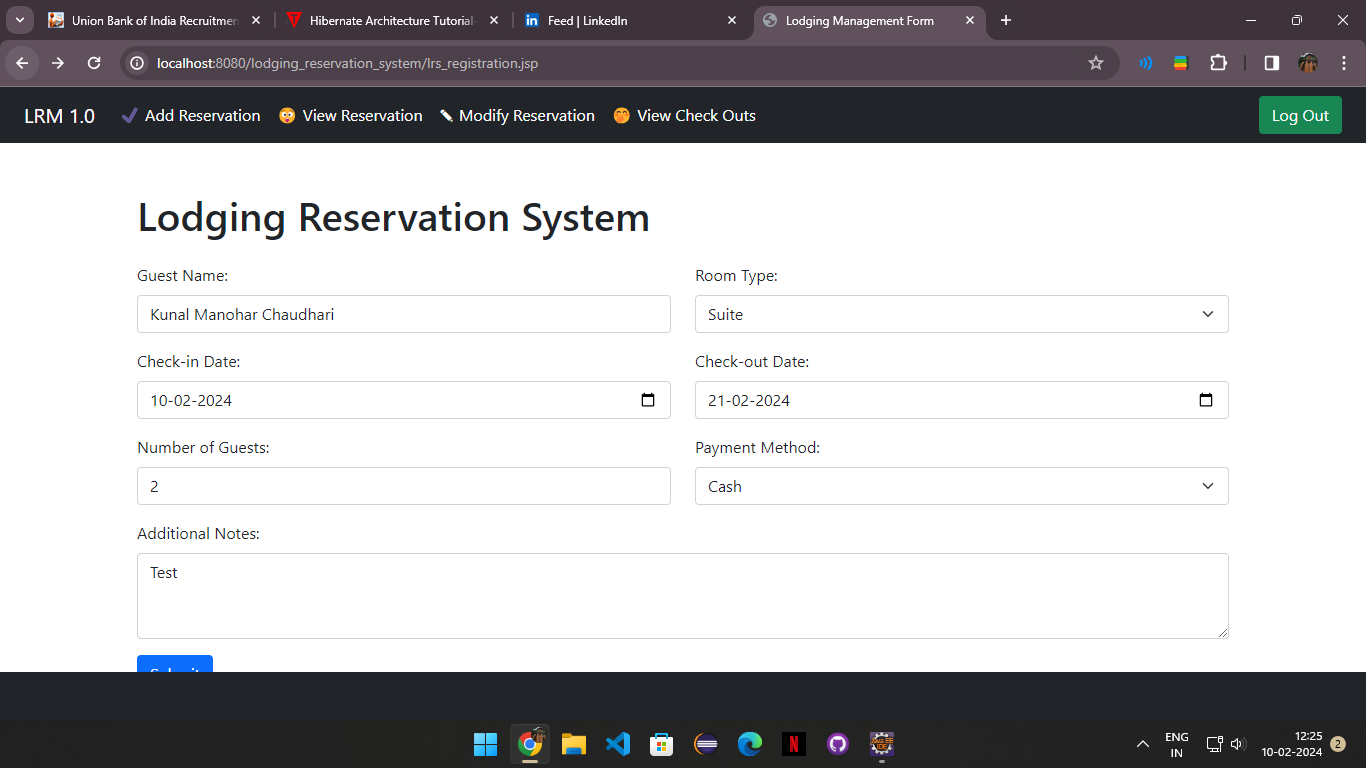 Union Bank of India Recruitmen
Hibernate Architecture Tutorial-
Feed | LinkedIn
Lodging Management Form
localhost:8080/lodging_reservation_system/lrs_registration.jsp
LRM 1.0
Add Reservation
View Reservation
Modify Reservation
View Check Outs
Log Out
Lodging Reservation System
Guest Name:
Room Type:
Kunal Manohar Chaudhari
Suite
Check-in Date:
Check-out Date:
10-02-2024
21-02-2024
Number of Guests:
Payment Method:
2
Cash
Additional Notes:
Test
Submit
ENG
IN
12:25
10-02-2024
2